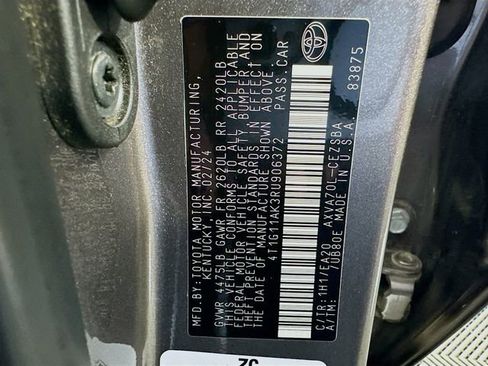 MFD. BY:TOYOTA MOTOR MANUFACTURING,
KENTUCKY, INC. 02/24
GVWR 4475LB GAWR FR 2620LB RR 2420LB
THIS VEHICLE CONFORMS TO ALL APPLICABLE
FEDERAL MOTOR VEHICLE SAFETY, BUMPER, AND
THEFT PREVENTION STANDARDS IN EFFECT ON
THE DATE OF MANUFACTURE SHOWN ABOVE.
4T1G11AK3RU906372 PASS.CAR
C/TR:1H1/EA20 AXVA70L-CEZSBA
A/TM: /UB80E MADE IN U.S.A. 83875